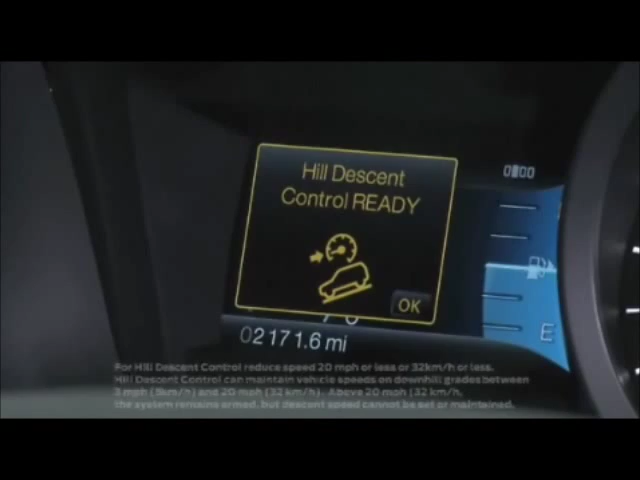 Hill Descent
Control READY
OK
0000
E
02171.6 mi
For Hill Descent Control reduce speed 20 mph or less or 32km/h or less.
Hill Descent Control can maintain vehicle speeds on downhill grades between
3 mph (5km/h) and 20 mph (32 km/h). Above 20 mph (32 km/h,
the system remains armed, but descent speed cannot be set or maintained.